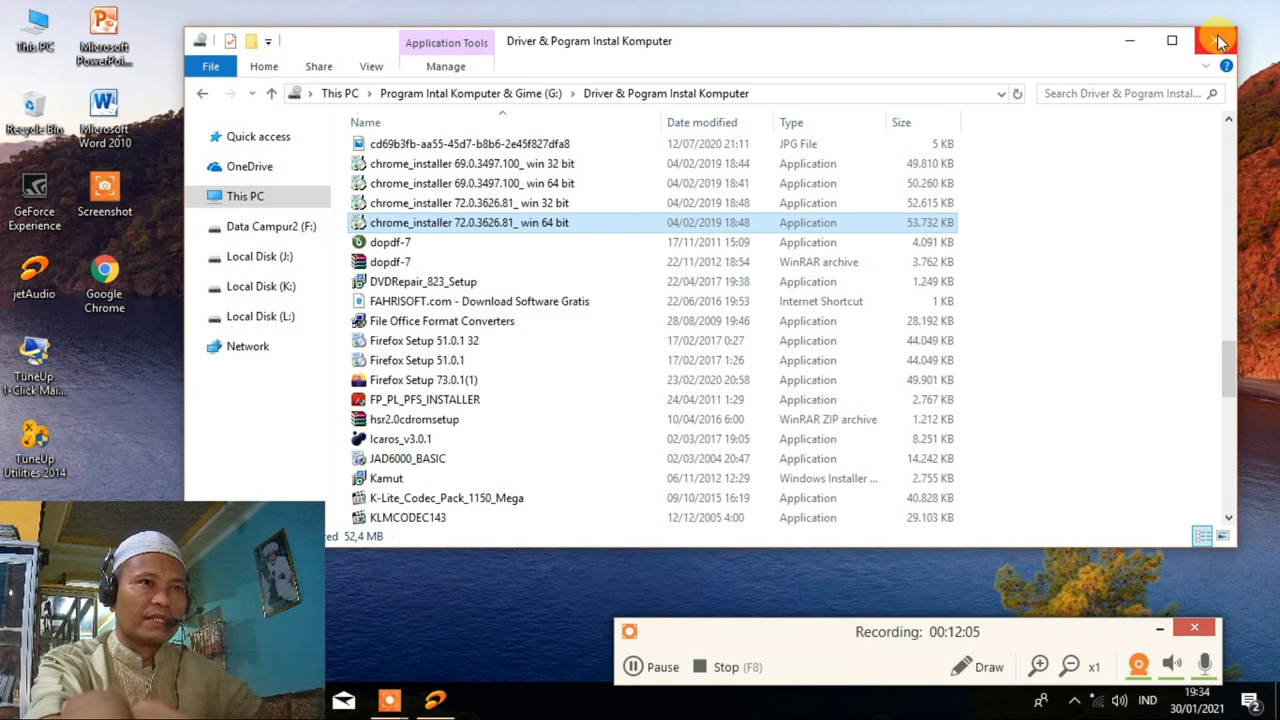 This PC
Microsoft PowerPoi...
Recycle Bin
Microsoft Word 2010
GeForce Experience
Screenshot
jetAudio
Google Chrome
TuneUp 1-Click Mai...
TuneUp Utilities 2014
Application Tools
Driver & Pogram Instal Komputer
File
Home
Share
View
Manage
This PC
Program Intal Komputer & Gime (G:)
Driver & Pogram Instal Komputer
Search Driver & Pogram Instal...
Quick access
OneDrive
This PC
Data Campur2 (F:)
Local Disk (J:)
Local Disk (K:)
Local Disk (L:)
Network
Name Date modified Type Size
cd69b3fb-aa55-45d7-b8b6-2e45f827dfa8 12/07/2020 21:11 JPG File 5 KB
chrome_installer 69.0.3497.100_ win 32 bit 04/02/2019 18:44 Application 49.810 KB
chrome_installer 69.0.3497.100_ win 64 bit 04/02/2019 18:41 Application 50.260 KB
chrome_installer 72.0.3626.81_ win 32 bit 04/02/2019 18:48 Application 52.615 KB
chrome_installer 72.0.3626.81_ win 64 bit 04/02/2019 18:48 Application 53.732 KB
dopdf-7 17/11/2011 15:09 Application 4.091 KB
dopdf-7 22/11/2012 18:54 WinRAR archive 3.762 KB
DVDRepair_823_Setup 22/04/2017 19:38 Application 1.249 KB
FAHRISOFT.com - Download Software Gratis 22/06/2016 19:53 Internet Shortcut 1 KB
File Office Format Converters 28/08/2009 19:46 Application 28.192 KB
Firefox Setup 51.0.1 32 17/02/2017 0:27 Application 44.049 KB
Firefox Setup 51.0.1 17/02/2017 1:26 Application 44.049 KB
Firefox Setup 73.0.1(1) 23/02/2020 20:58 Application 49.901 KB
FP_PL_PFS_INSTALLER 24/04/2011 1:29 Application 2.767 KB
hsr2.0cdromsetup 10/04/2016 6:00 WinRAR ZIP archive 1.212 KB
Icaros_v3.0.1 02/03/2017 19:05 Application 8.251 KB
JAD6000_BASIC 02/03/2004 20:47 Application 14.242 KB
Kamut 06/11/2012 12:29 Windows Installer ... 2.755 KB
K-Lite_Codec_Pack_1150_Mega 09/10/2015 16:19 Application 40.828 KB
KLMCODEC143 12/12/2005 4:00 Application 29.103 KB
ed 52,4 MB
Recording: 00:12:05
Pause
Stop (F8)
Draw
x1
IND
19:34
30/01/2021
2